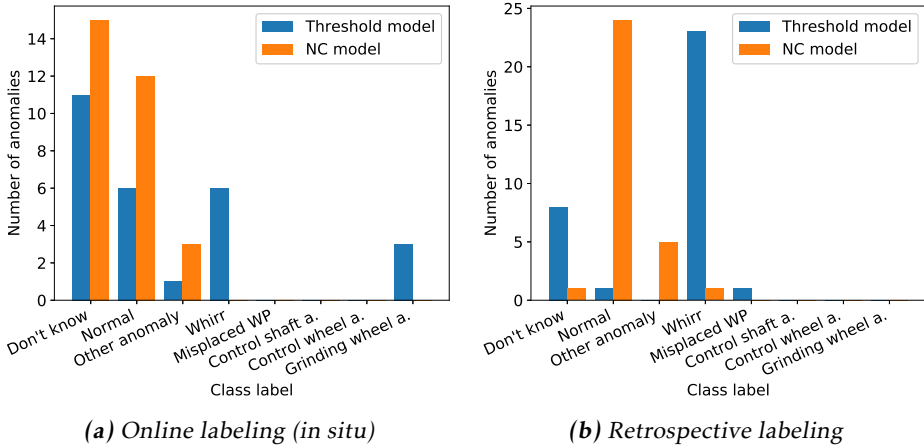 Number of anomalies
14
12
10
8
6
4
2
0
Threshold model
NC model
Don't know
Normal
Other anomaly
Whirr
Misplaced WP
Control shaft a.
Control wheel a.
Grinding wheel a.
Class label
(a) Online labeling (in situ)
Number of anomalies
25
20
15
10
5
0
Threshold model
NC model
Don't know
Normal
Other anomaly
Whirr
Misplaced WP
Control shaft a.
Control wheel a.
Grinding wheel a.
Class label
(b) Retrospective labeling